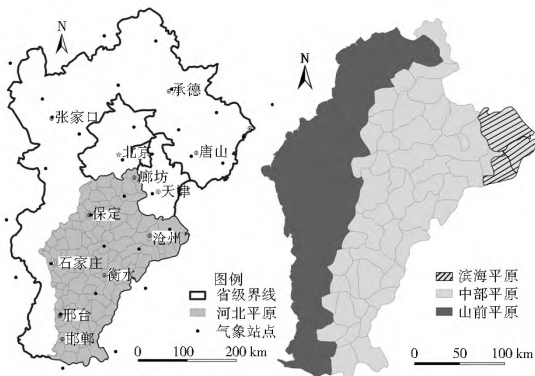 N
承德
张家口
北京
唐山
廊坊
天津
保定
沧州
石家庄
衡水
邢台
邯郸
图例
省级界线
河北平原
气象站点
0 100 200 km
N
滨海平原
中部平原
山前平原
0 50 100 km